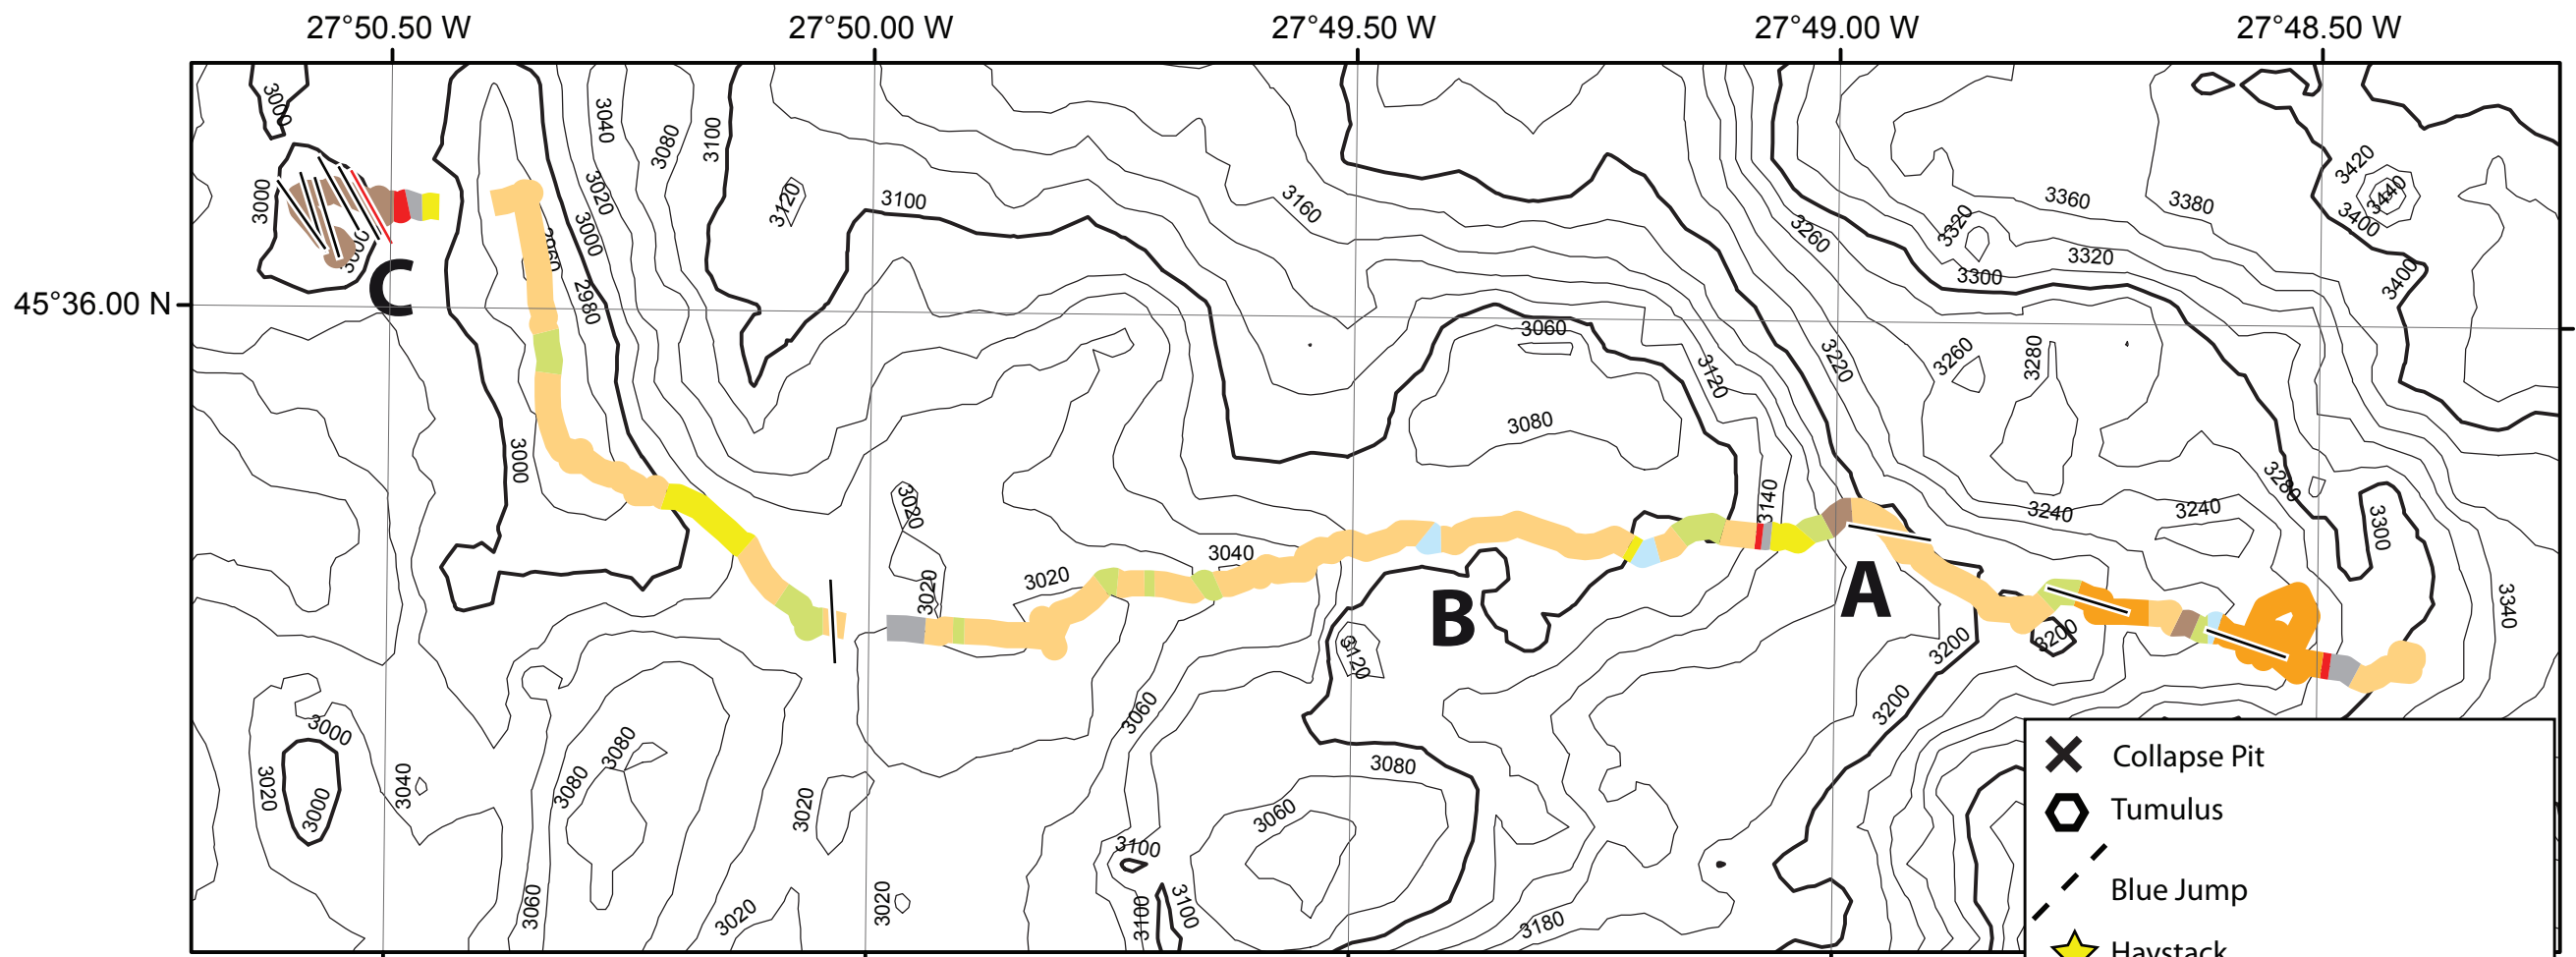 27°50.50 W 27°50.00 W 27°49.50 W 27°49.00 W 27°48.50 W
3000 3040 3080 3100 3120 3100 3160 3260 3320 3360 3380 3420 3440 3400
3000 3020 3000 2960 3300 3320 3400
3000 2980
C
45°36.00 N
3060 3120 3220 3260 3280
3080
3000 3020 3140 3240 3240 3280 3300
3040 3020 3020
A
B
3120 3200 3200 3340
3060 3200
3000 3080 3080
3020 3000 3040 3080 3020 3060
3100
3060 3020 3020 3100 3100 3180
Collapse Pit
Tumulus
Blue Jump
Haystack